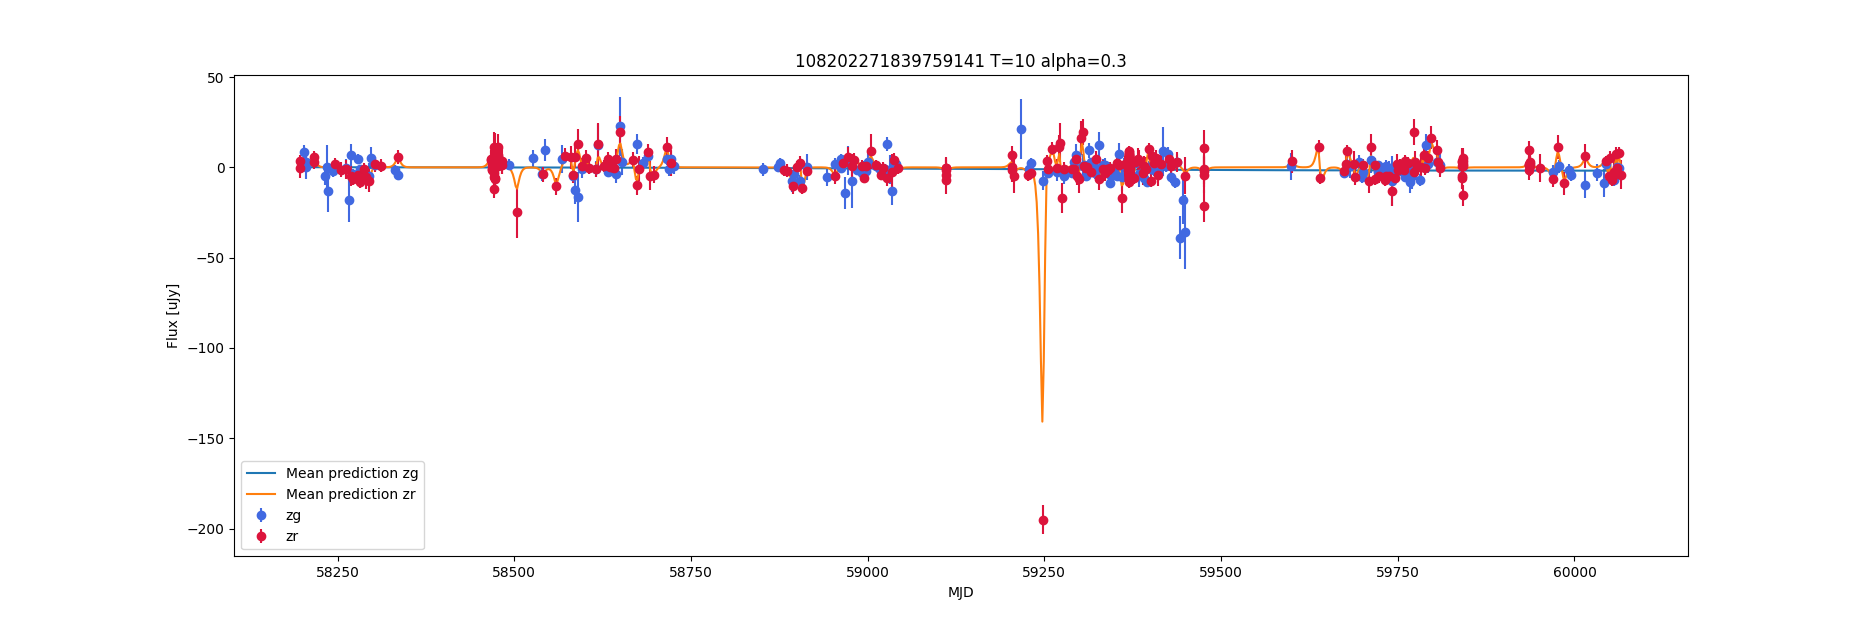 108202271839759141 T=10 alpha=0.3
50
0
−50
−100
−150
−200
Flux [uJy]
58250
58500
58750
59000
59250
59500
59750
60000
MJD
Mean prediction zg
Mean prediction zr
zg
zr